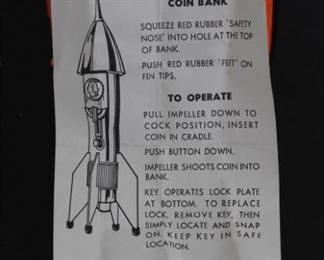 COIN BANK
SQUEEZE RED RUBBER 'SAFETY
NOSE' INTO HOLE AT THE TOP
OF BANK.
PUSH RED RUBBER 'FEET' ON
FIN TIPS.
TO OPERATE
PULL IMPELLER DOWN TO
COCK POSITION, INSERT
COIN IN CRADLE.
PUSH BUTTON DOWN.
IMPELLER SHOOTS COIN INTO
BANK.
KEY OPERATES LOCK PLATE
AT BOTTOM. TO REPLACE
LOCK, REMOVE KEY, THEN
SIMPLY LOCATE AND SNAP
ON. KEEP KEY IN SAFE
LOCATION.